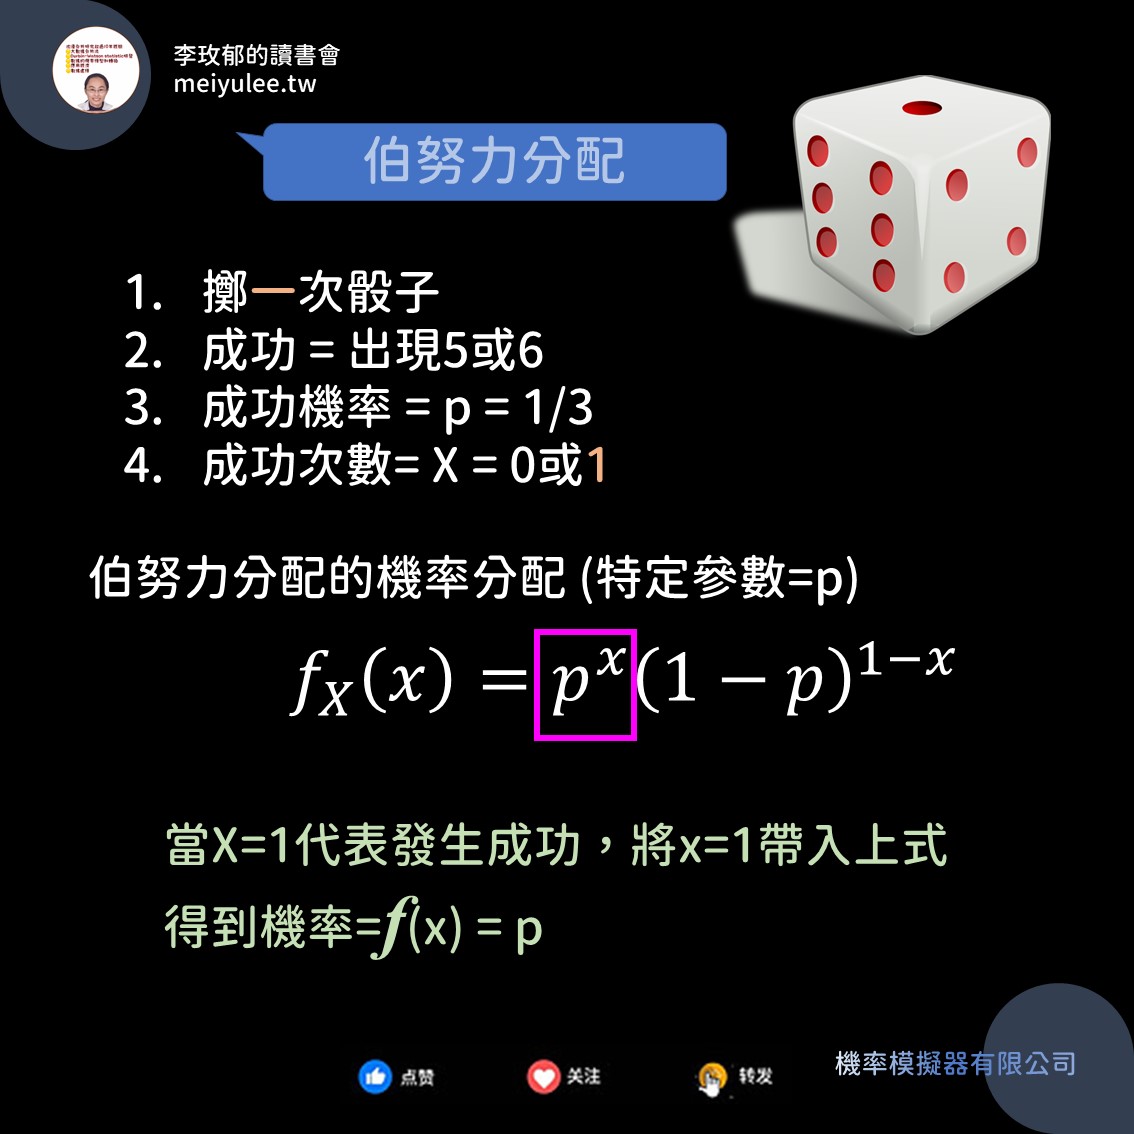 李玫郁的讀書會
meiyulee.tw
伯努力分配
1. 擲一次骰子
2. 成功 = 出現5或6
3. 成功機率 = p = 1/3
4. 成功次數= X = 0或1
伯努力分配的機率分配 (特定參數=p)
f_X(x) = p^x(1 − p)^{1−x}
當X=1代表發生成功，將x=1帶入上式
得到機率=f(x) = p
機率模擬器有限公司
点赞
关注
转发